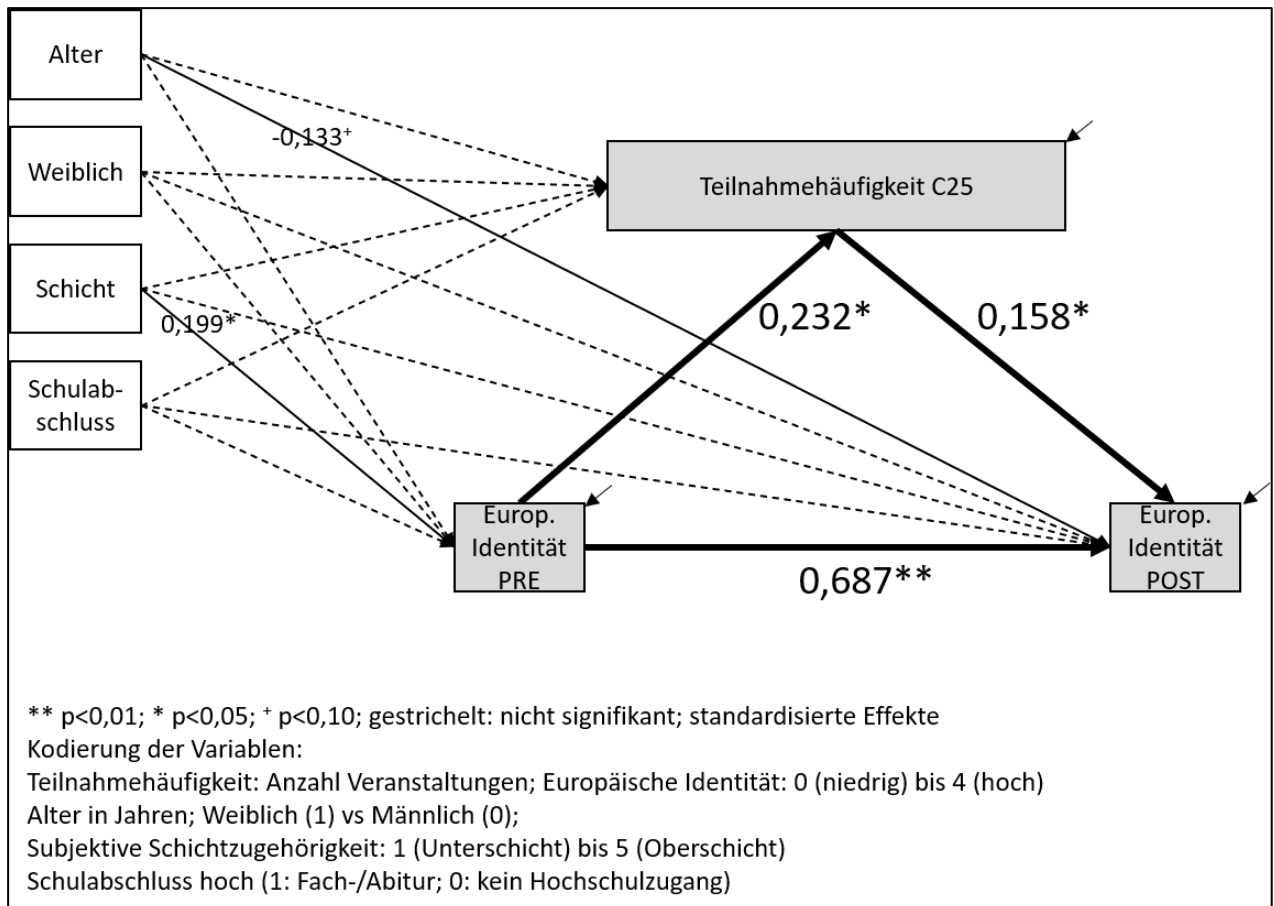 Alter
-0,133⁺
Weiblich
Teilnahmehäufigkeit C25
Schicht
0,199*
0,232*
0,158*
Schulab-
schluss
Europ.
Identität
PRE
Europ.
Identität
POST
0,687**
** p<0,01; * p<0,05; ⁺ p<0,10; gestrichelt: nicht signifikant; standardisierte Effekte
Kodierung der Variablen:
Teilnahmehäufigkeit: Anzahl Veranstaltungen; Europäische Identität: 0 (niedrig) bis 4 (hoch)
Alter in Jahren; Weiblich (1) vs Männlich (0);
Subjektive Schichtzugehörigkeit: 1 (Unterschicht) bis 5 (Oberschicht)
Schulabschluss hoch (1: Fach-/Abitur; 0: kein Hochschulzugang)